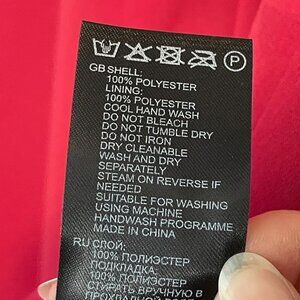 P
GB SHELL:
100% POLYESTER
LINING:
100% POLYESTER
COOL HAND WASH
DO NOT BLEACH
DO NOT TUMBLE DRY
DO NOT IRON
DRY CLEANABLE
WASH AND DRY
SEPARATELY
STEAM ON REVERSE IF
NEEDED
SUITABLE FOR WASHING
USING MACHINE
HANDWASH PROGRAMME
MADE IN CHINA
RU СЛОЙ:
100% ПОЛИЭСТЕР
ПОДКЛАДКА:
100% ПОЛИЭСТЕР
СТИРАТЬ ВРУЧНУЮ В
ПРОХЛАДНОЙ